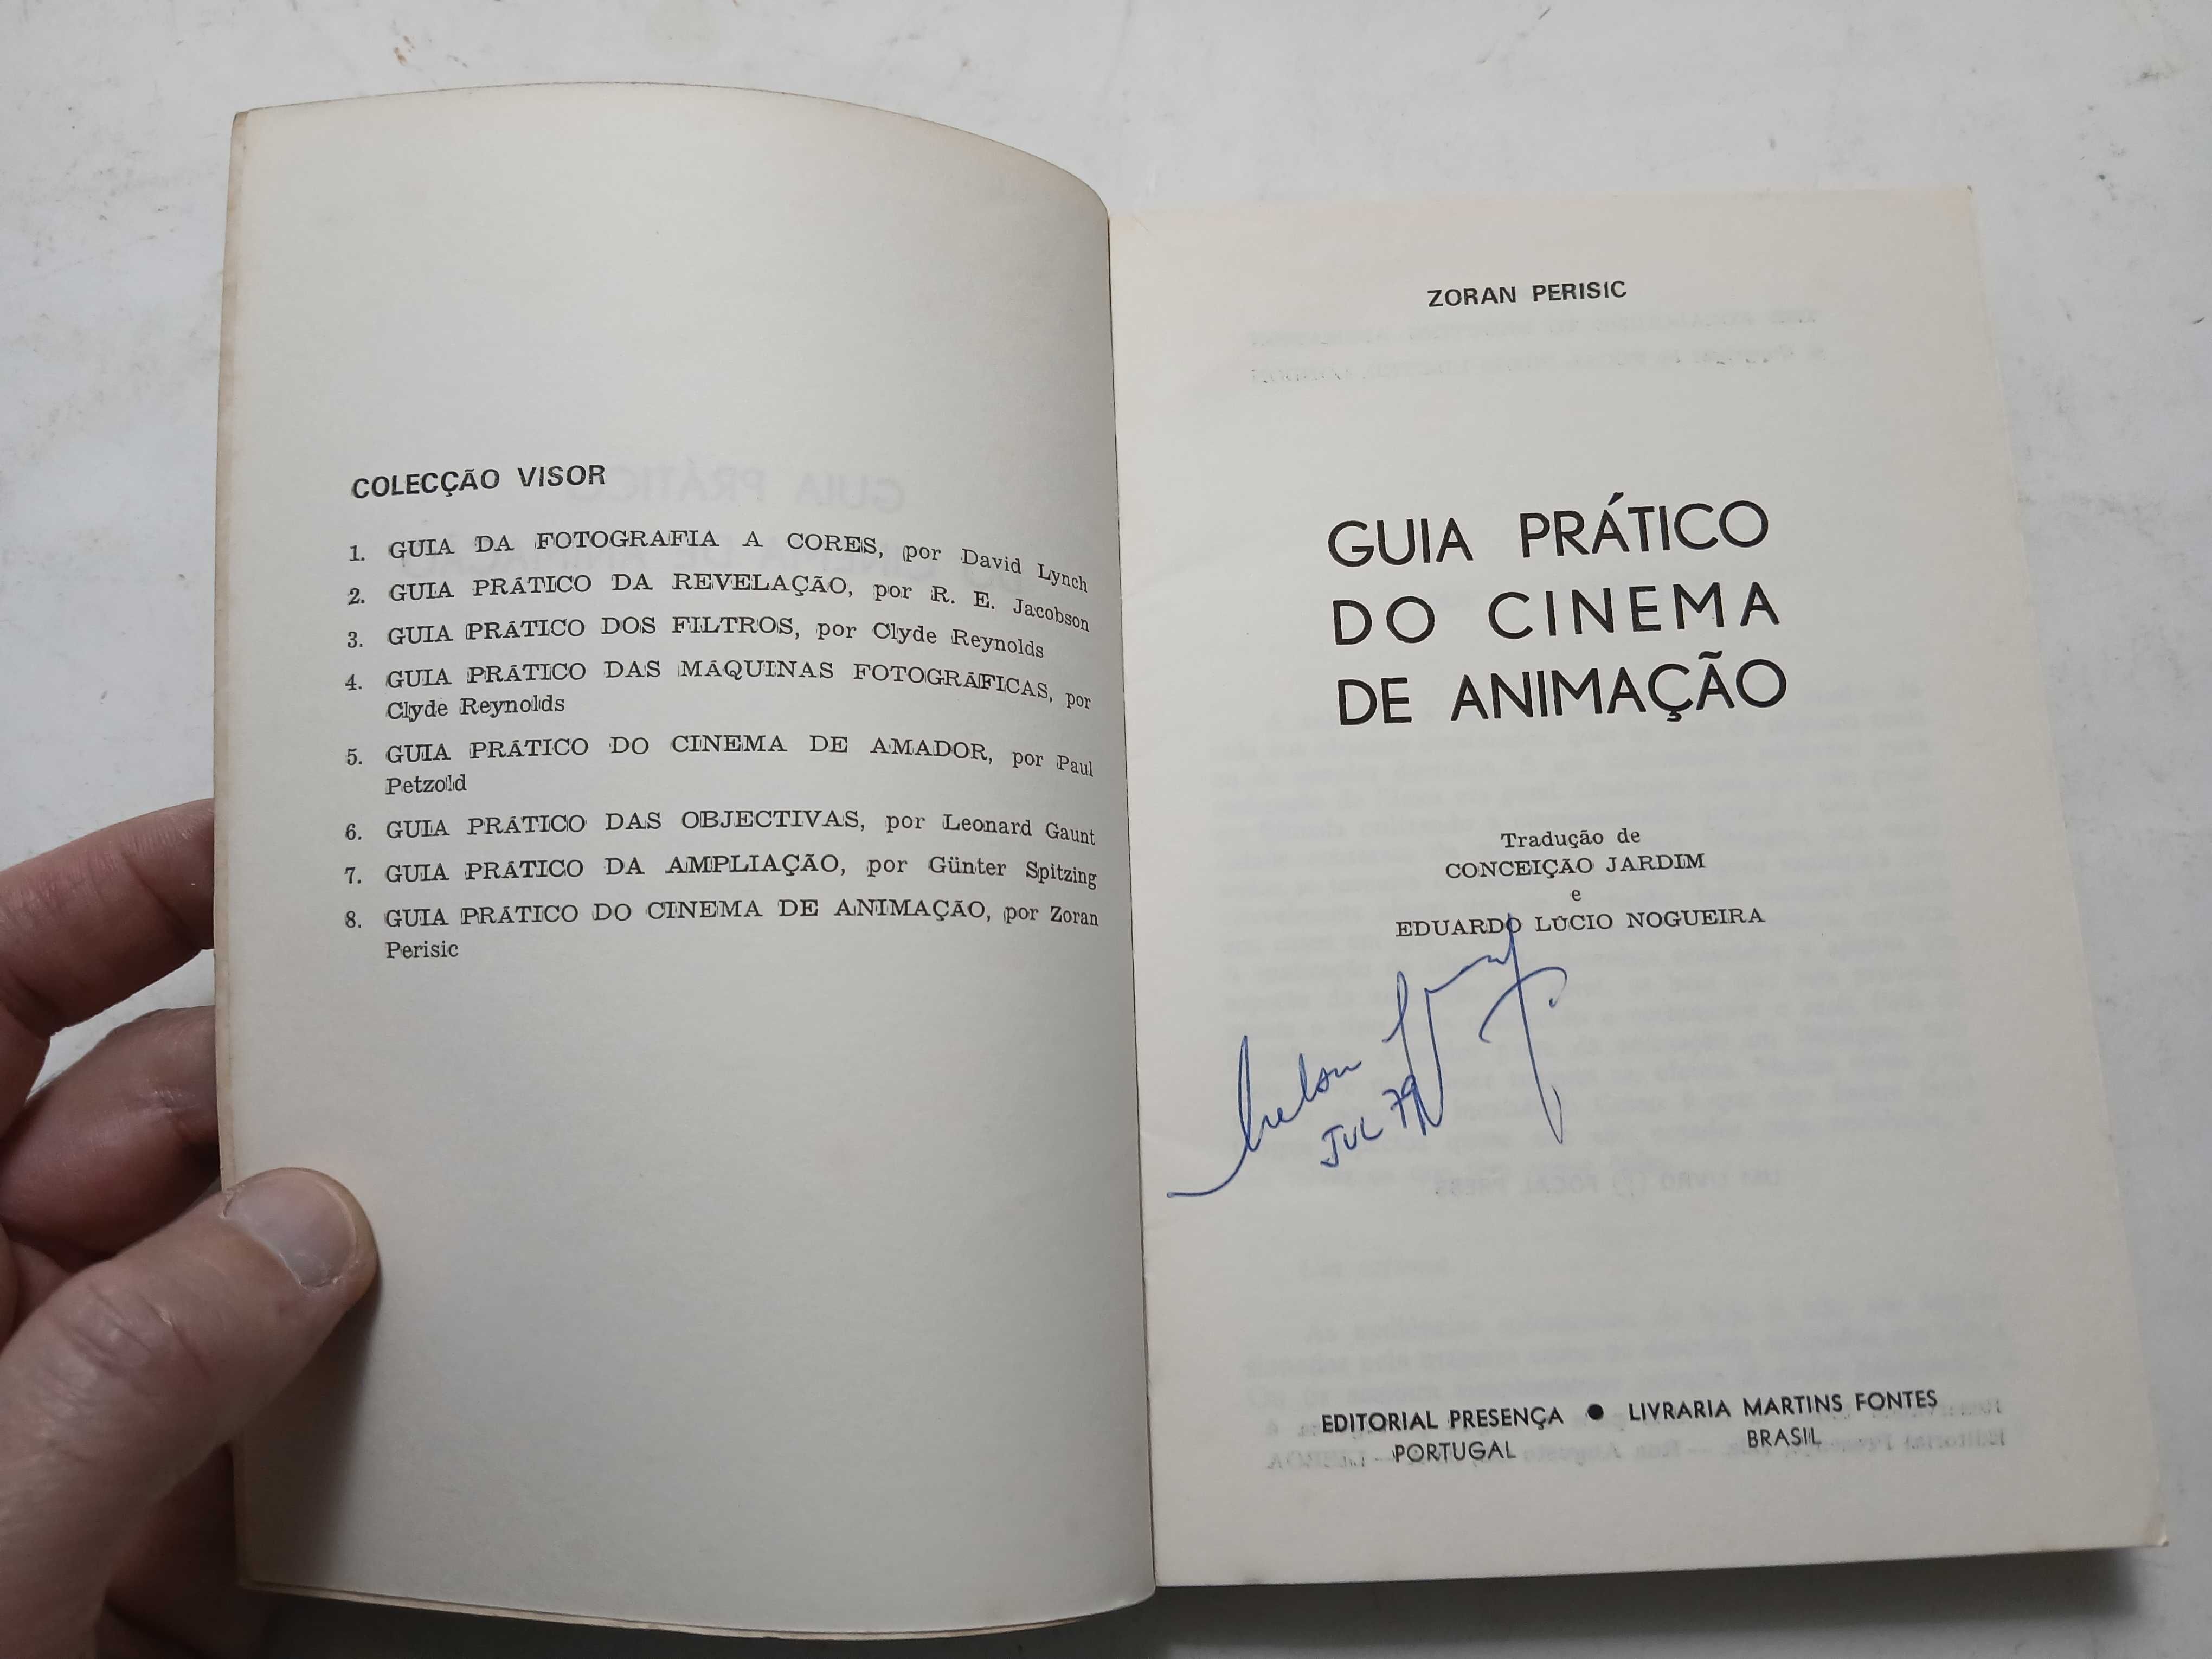 COLECÇÃO VISOR
1. GUIA DA FOTOGRAFIA A CORES, por David Lynch
2. GUIA PRÁTICO DA REVELAÇÃO, por R. E. Jacobson
3. GUIA PRÁTICO DOS FILTROS, por Clyde Reynolds
4. GUIA PRÁTICO DAS MÁQUINAS FOTOGRÁFICAS, por
Clyde Reynolds
5. GUIA PRÁTICO DO CINEMA DE AMADOR, por Paul
Petzold
6. GUIA PRÁTICO DAS OBJECTIVAS, por Leonard Gaunt
7. GUIA PRÁTICO DA AMPLIAÇÃO, por Günter Spitzing
8. GUIA PRÁTICO DO CINEMA DE ANIMAÇÃO, por Zoran
Perisic
ZORAN PERISIC
GUIA PRÁTICO
DO CINEMA
DE ANIMAÇÃO
Tradução de
CONCEIÇÃO JARDIM
e
EDUARDO LÚCIO NOGUEIRA
JUL 79
EDITORIAL PRESENÇA ● LIVRARIA MARTINS FONTES
PORTUGAL BRASIL